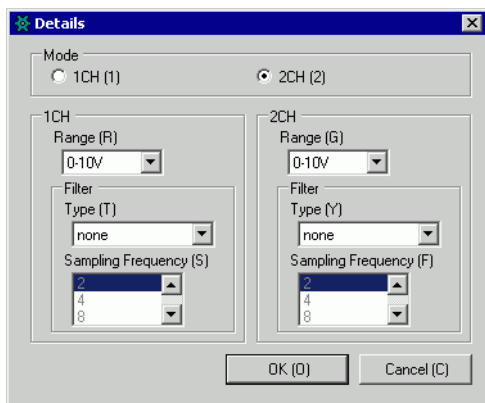 Details
Mode
1CH (1) 2CH (2)
1CH 2CH
Range (R) Range (G)
0-10V 0-10V
Filter Filter
Type (T) Type (Y)
none none
Sampling Frequency (S) Sampling Frequency (F)
2 2
4 4
8 8
OK (O) Cancel (C)